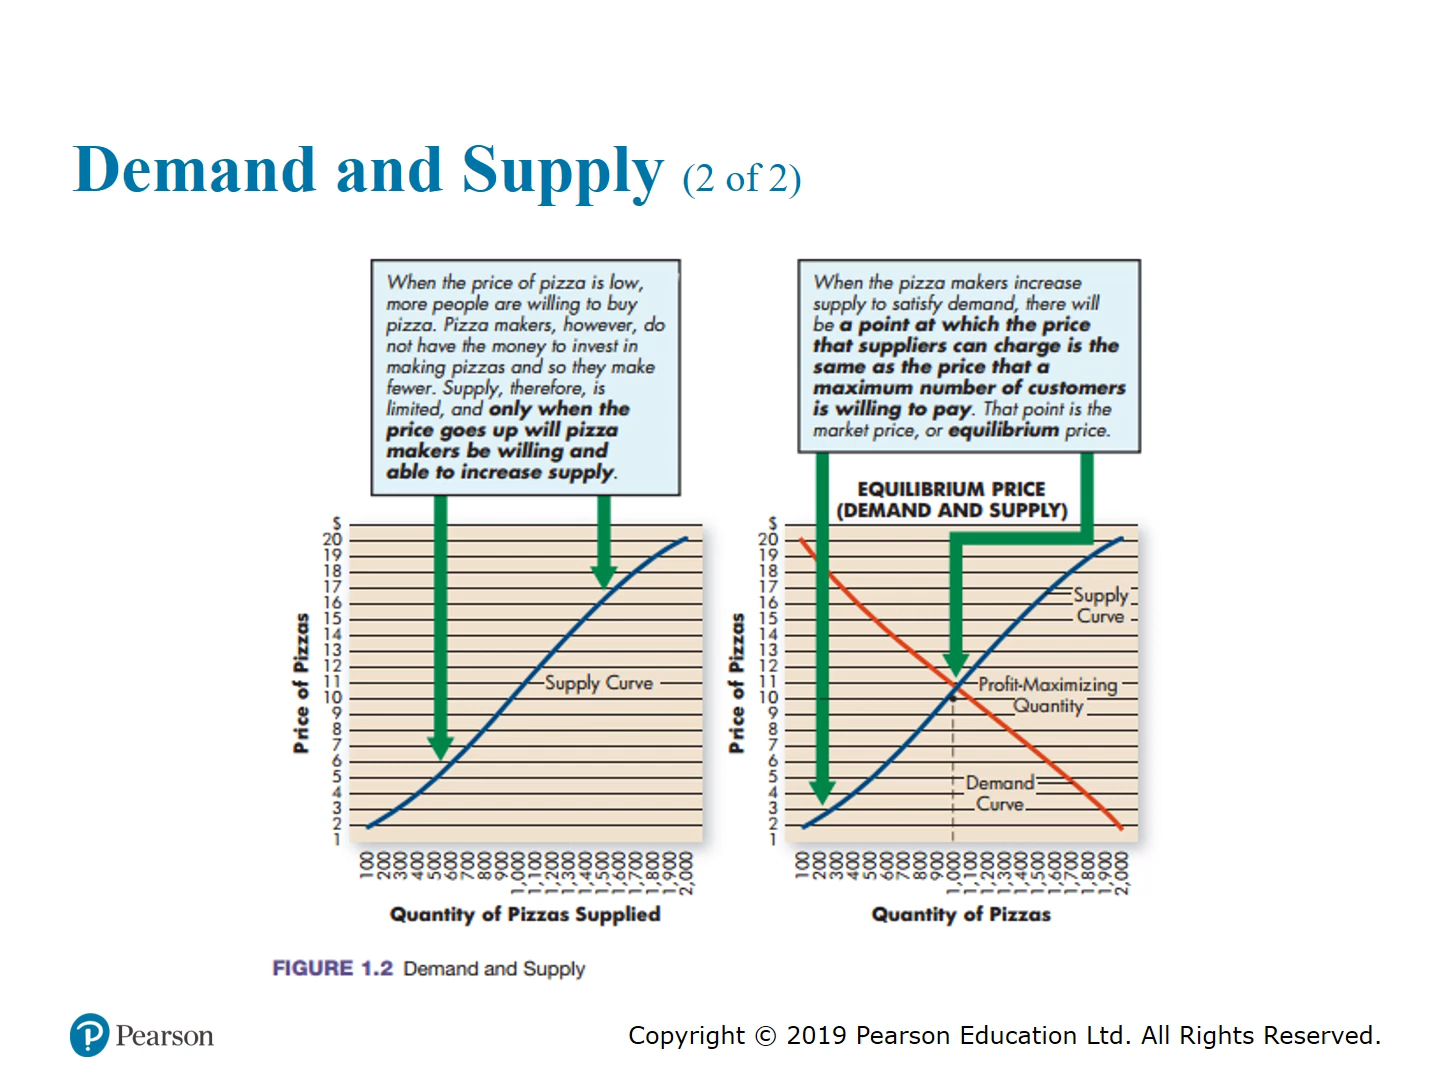 Demand and Supply (2 of 2)
When the price of pizza is low,
more people are willing to buy
pizza. Pizza makers, however, do
not have the money to invest in
making pizzas and so they make
fewer. Supply, therefore, is
limited, and only when the
price goes up will pizza
makers be willing and
able to increase supply.
When the pizza makers increase
supply to satisfy demand, there will
be a point at which the price
that suppliers can charge is the
same as the price that a
maximum number of customers
is willing to pay. That point is the
market price, or equilibrium price.
$
20
19
18
17
16
15
14
13
12
11
10
9
8
7
6
5
4
3
2
1
Price of Pizzas
Supply Curve
100 200 300 400 500 600 700 800 900 1,000 1,100 1,200 1,300 1,400 1,500 1,600 1,700 1,800 1,900 2,000
Quantity of Pizzas Supplied
EQUILIBRIUM PRICE
(DEMAND AND SUPPLY)
$
20
19
18
17
16
15
14
13
12
11
10
9
8
7
6
5
4
3
2
1
Price of Pizzas
Supply
Curve
Profit-Maximizing
Quantity
Demand
Curve
100 200 300 400 500 600 700 800 900 1,000 1,100 1,200 1,300 1,400 1,500 1,600 1,700 1,800 1,900 2,000
Quantity of Pizzas
FIGURE 1.2 Demand and Supply
Pearson
Copyright © 2019 Pearson Education Ltd. All Rights Reserved.